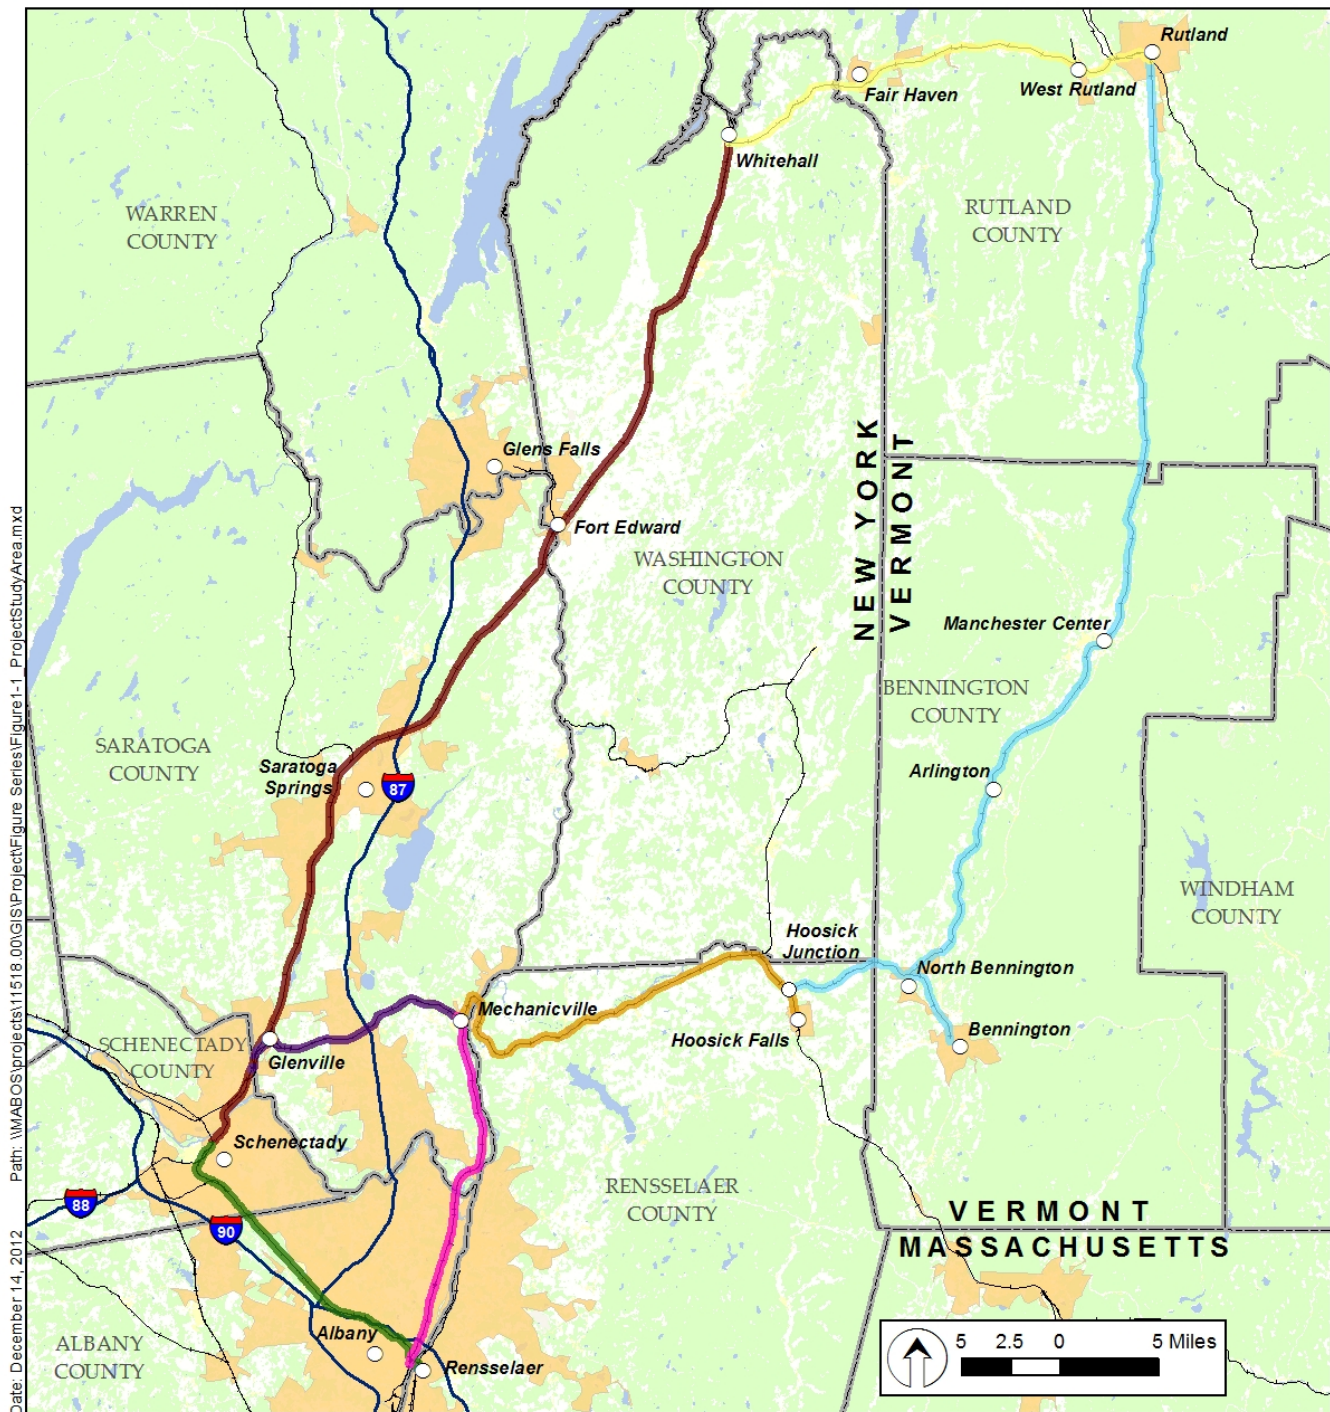 Rutland
West Rutland
Fair Haven
Whitehall
WARREN
COUNTY
RUTLAND
COUNTY
Glens Falls
Fort Edward
NEW YORK
VERMONT
WASHINGTON
COUNTY
Manchester Center
BENNINGTON
COUNTY
SARATOGA
COUNTY
Saratoga
Springs
87
Arlington
WINDHAM
COUNTY
Hoosick
Junction
North Bennington
Mechanicville
Bennington
Hoosick Falls
SCHENECTADY
COUNTY
Glenville
Schenectady
RENSSELAER
COUNTY
88
90
VERMONT
MASSACHUSETTS
ALBANY
COUNTY
Albany
Rensselaer
5 2.5 0 5 Miles
Date: December 14, 2012 Path: \\MABOS\projects\11518.00\GIS\Project\Figure Series\Figure1-1_ProjectStudyArea.mxd